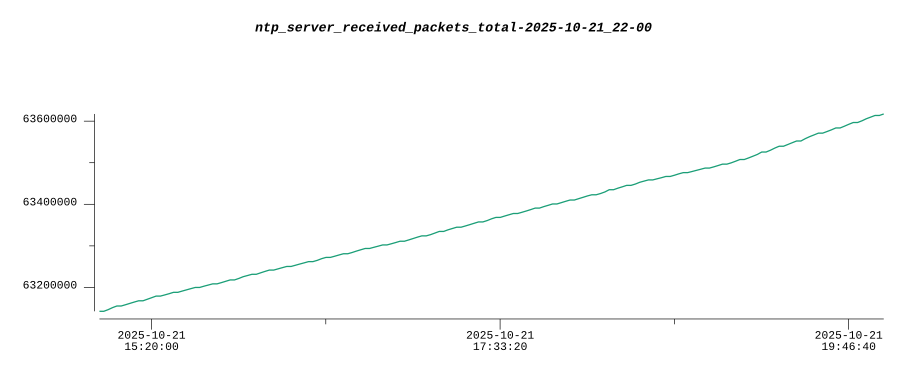 ntp_server_received_packets_total-2025-10-21_22-00
63600000
63400000
63200000
2025-10-21 2025-10-21 2025-10-21
15:20:00 17:33:20 19:46:40